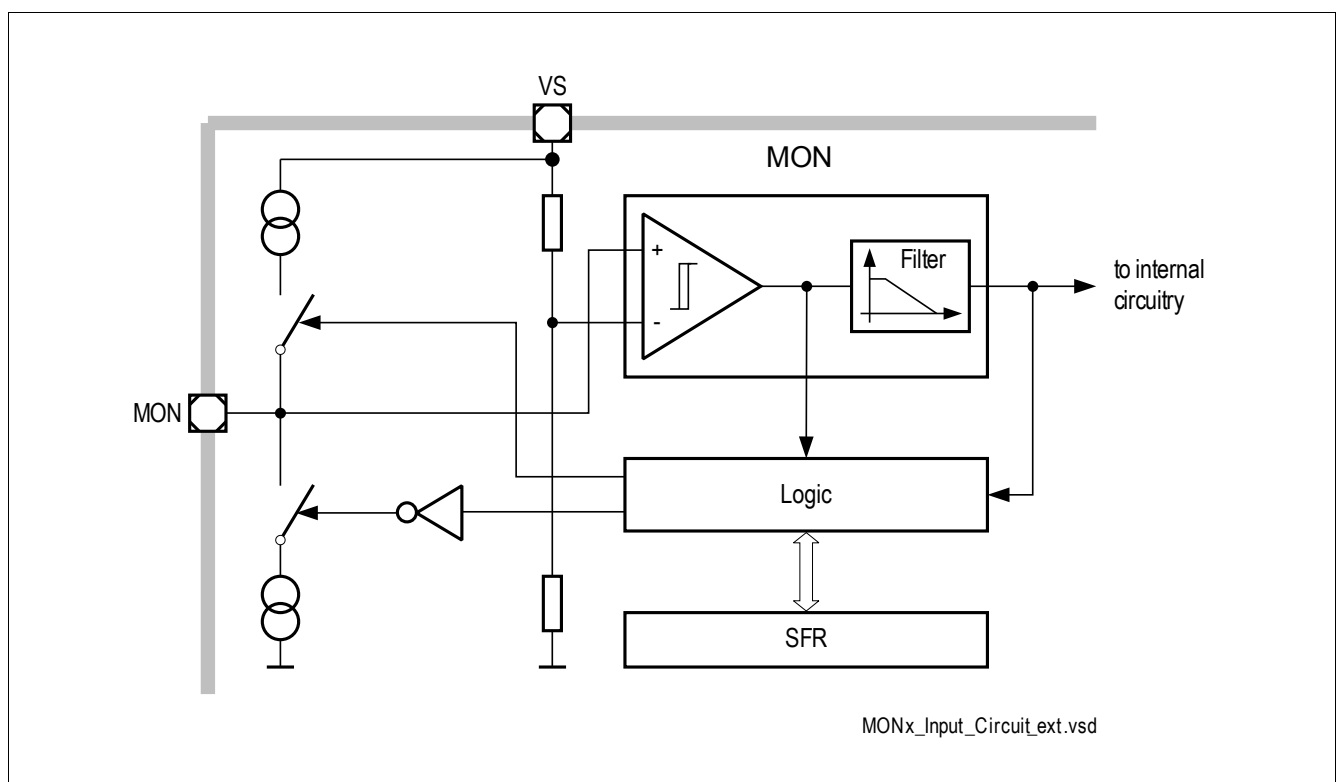 VS
MON
+
-
Filter
to internal
circuitry
MON
Logic
SFR
MONx_Input_Circuit_ext.vsd